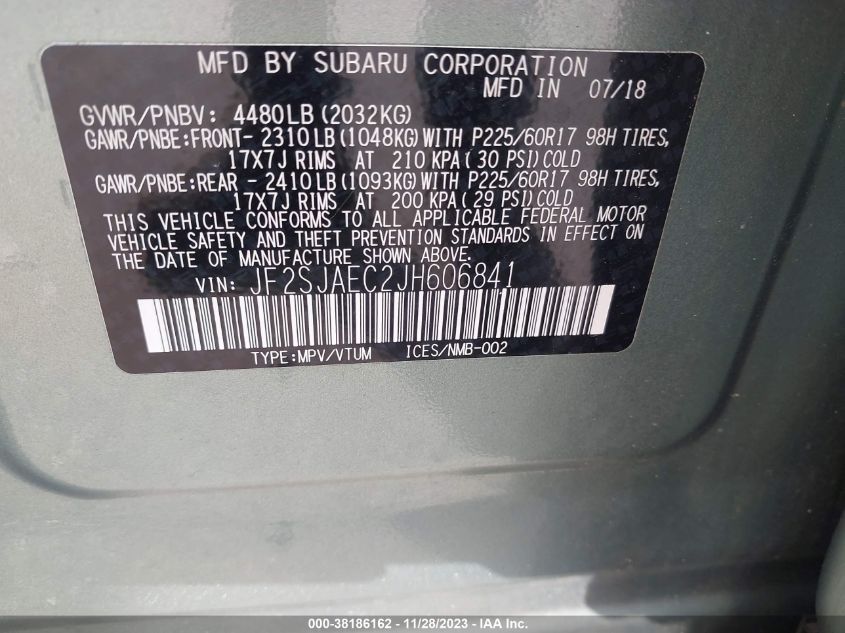 MFD BY SUBARU CORPORATION
MFD IN 07/18
GVWR/PNBV: 4480LB(2032KG)
GAWR/PNBE:FRONT- 2310LB(1048KG)WITH P225/60R17 98H TIRES,
17X7J RIMS AT 210 KPA(30 PSI)COLD
GAWR/PNBE:REAR - 2410LB(1093KG)WITH P225/60R17 98H TIRES,
17X7J RIMS AT 200 KPA(29 PSI)COLD
THIS VEHICLE CONFORMS TO ALL APPLICABLE FEDERAL MOTOR
VEHICLE SAFETY AND THEFT PREVENTION STANDARDS IN EFFECT ON
THE DATE OF MANUFACTURE SHOWN ABOVE.
VIN: JF2SJAEC2JH606841
TYPE:MPV/VTUM ICES/NMB-002
000-38186162 - 11/28/2023 - IAA Inc.